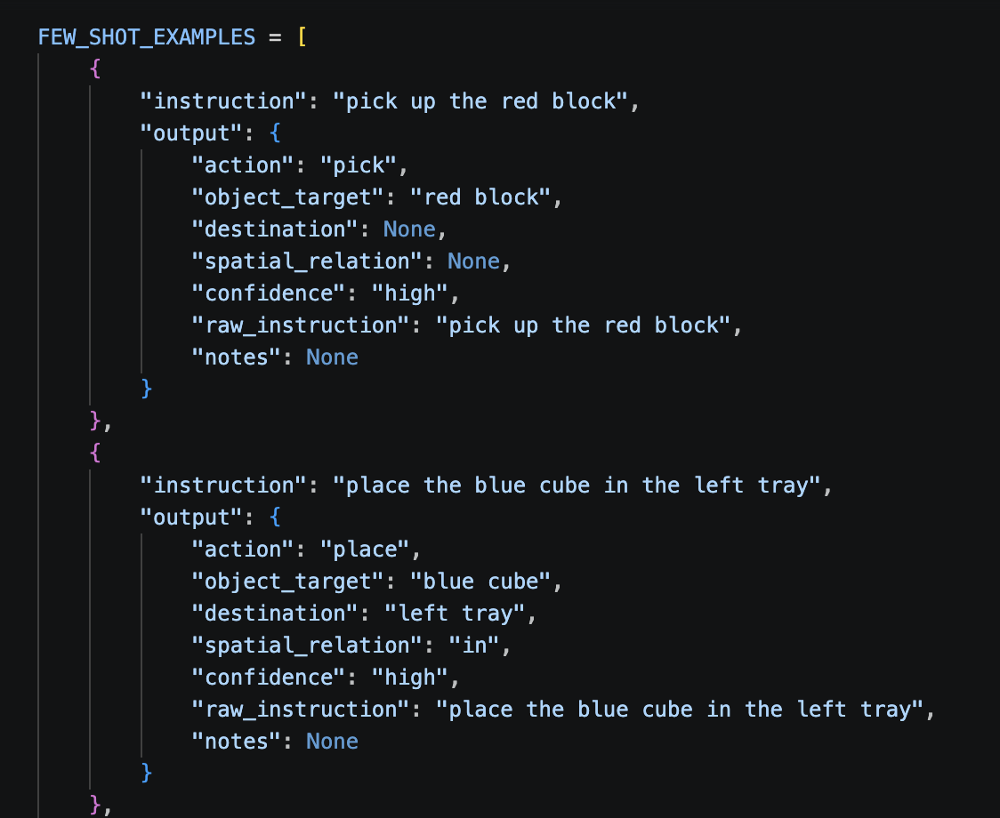 FEW_SHOT_EXAMPLES = [
{
"instruction": "pick up the red block",
"output": {
"action": "pick",
"object_target": "red block",
"destination": None,
"spatial_relation": None,
"confidence": "high",
"raw_instruction": "pick up the red block",
"notes": None
}
},
{
"instruction": "place the blue cube in the left tray",
"output": {
"action": "place",
"object_target": "blue cube",
"destination": "left tray",
"spatial_relation": "in",
"confidence": "high",
"raw_instruction": "place the blue cube in the left tray",
"notes": None
}
},